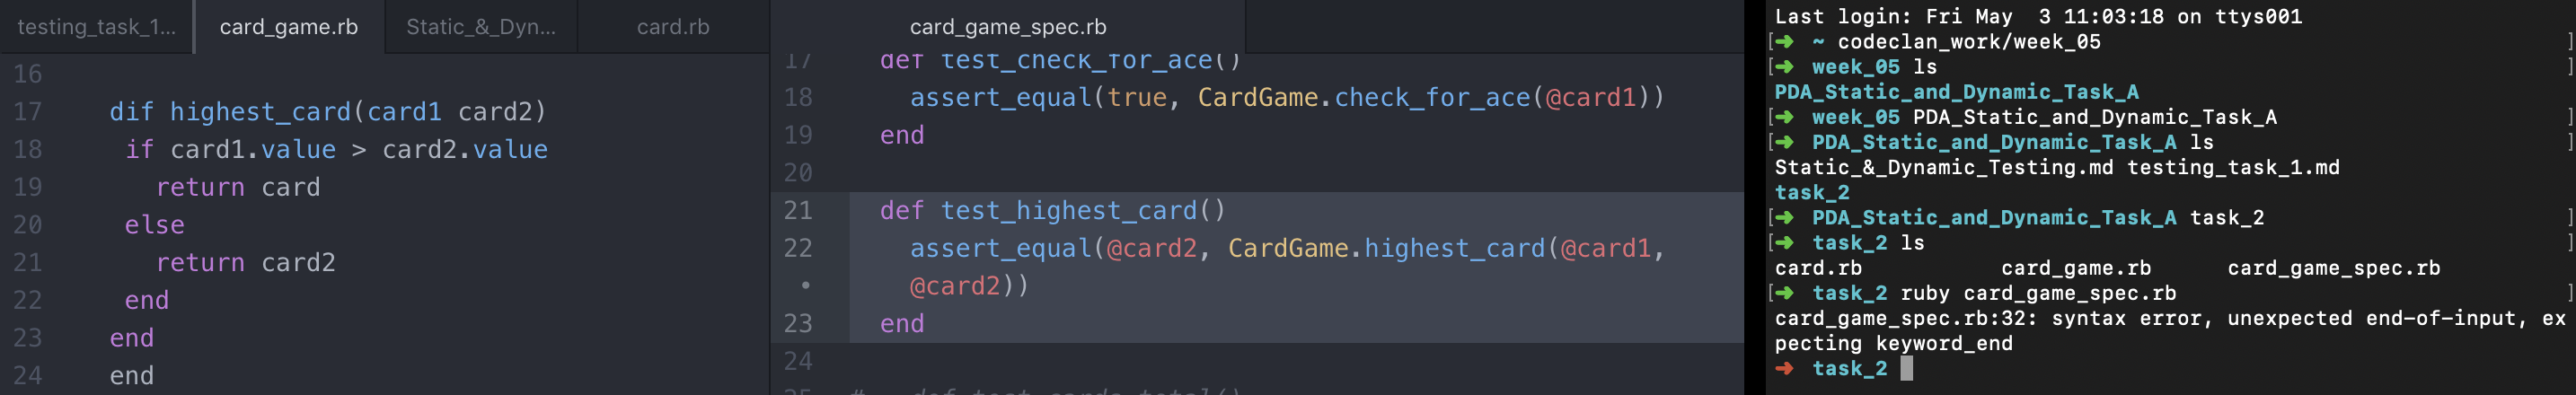 testing_task_1...
card_game.rb
Static_&_Dyn...
card.rb
16
17 dif highest_card(card1 card2)
18 if card1.value > card2.value
19 return card
20 else
21 return card2
22 end
23 end
24 end
card_game_spec.rb
17 def test_check_for_ace()
18 assert_equal(true, CardGame.check_for_ace(@card1))
19 end
20
21 def test_highest_card()
22 assert_equal(@card2, CardGame.highest_card(@card1,
• @card2))
23 end
24
25 # def test_cards_total()
Last login: Fri May  3 11:03:18 on ttys001
[➜ ~ codeclan_work/week_05 ]
[➜ week_05 ls ]
PDA_Static_and_Dynamic_Task_A
[➜ week_05 PDA_Static_and_Dynamic_Task_A ]
[➜ PDA_Static_and_Dynamic_Task_A ls ]
Static_&_Dynamic_Testing.md testing_task_1.md
task_2
[➜ PDA_Static_and_Dynamic_Task_A task_2 ]
[➜ task_2 ls ]
card.rb card_game.rb card_game_spec.rb
[➜ task_2 ruby card_game_spec.rb ]
card_game_spec.rb:32: syntax error, unexpected end-of-input, ex
pecting keyword_end
➜ task_2